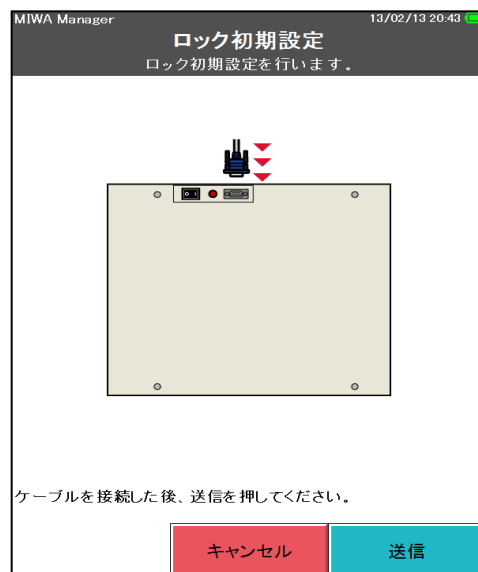 MIWA Manager
13/02/13 20:43
ロック初期設定
ロック初期設定を行います.
ケーブルを接続した後、送信を押してください.
キャンセル
送信